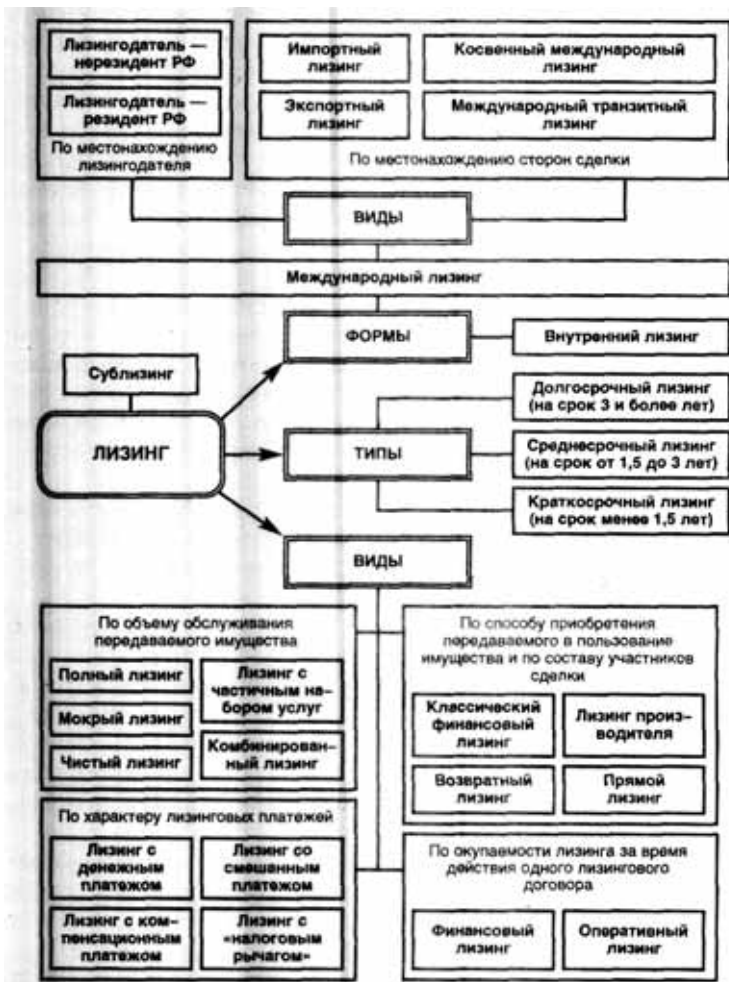 Лизингодатель —
нерезидент РФ
Лизингодатель —
резидент РФ
По местонахождению
лизингодателя
Импортный
лизинг
Косвенный международный
лизинг
Экспортный
лизинг
Международный транзитный
лизинг
По местонахождению сторон сделки
ВИДЫ
Международный лизинг
ФОРМЫ
Внутренний лизинг
Сублизинг
ЛИЗИНГ
ТИПЫ
Долгосрочный лизинг
(на срок 3 и более лет)
Среднесрочный лизинг
(на срок от 1,5 до 3 лет)
Краткосрочный лизинг
(на срок менее 1,5 лет)
ВИДЫ
По объему обслуживания
передаваемого имущества
Полный лизинг
Мокрый лизинг
Чистый лизинг
Лизинг с
частичным на-
бором услуг
Комбинирован-
ный лизинг
По способу приобретения
передаваемого в пользование
имущества и по составу участников
сделки
Классический
финансовый
лизинг
Лизинг произ-
водителя
Возвратный
лизинг
Прямой
лизинг
По характеру лизинговых платежей
Лизинг с
денежным
платежом
Лизинг со
смешанным
платежом
Лизинг с ком-
пенсационным
платежом
Лизинг с
«налоговым
рычагом»
По окупаемости лизинга за время
действия одного лизингового
договора
Финансовый
лизинг
Оперативный
лизинг